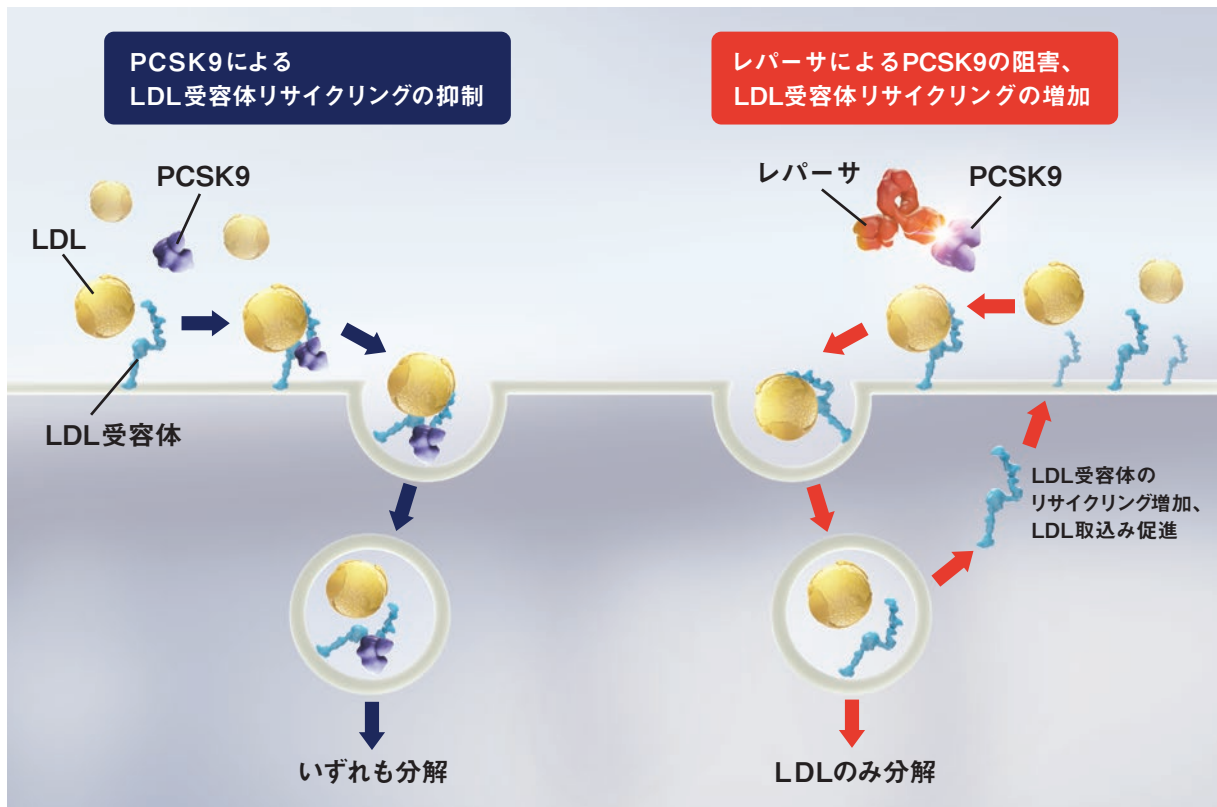 PCSK9による
LDL受容体リサイクリングの抑制
レパーサによるPCSK9の阻害、
LDL受容体リサイクリングの増加
PCSK9
LDL
LDL受容体
いずれも分解
レパーサ
PCSK9
LDL受容体の
リサイクリング増加、
LDL取込み促進
LDLのみ分解